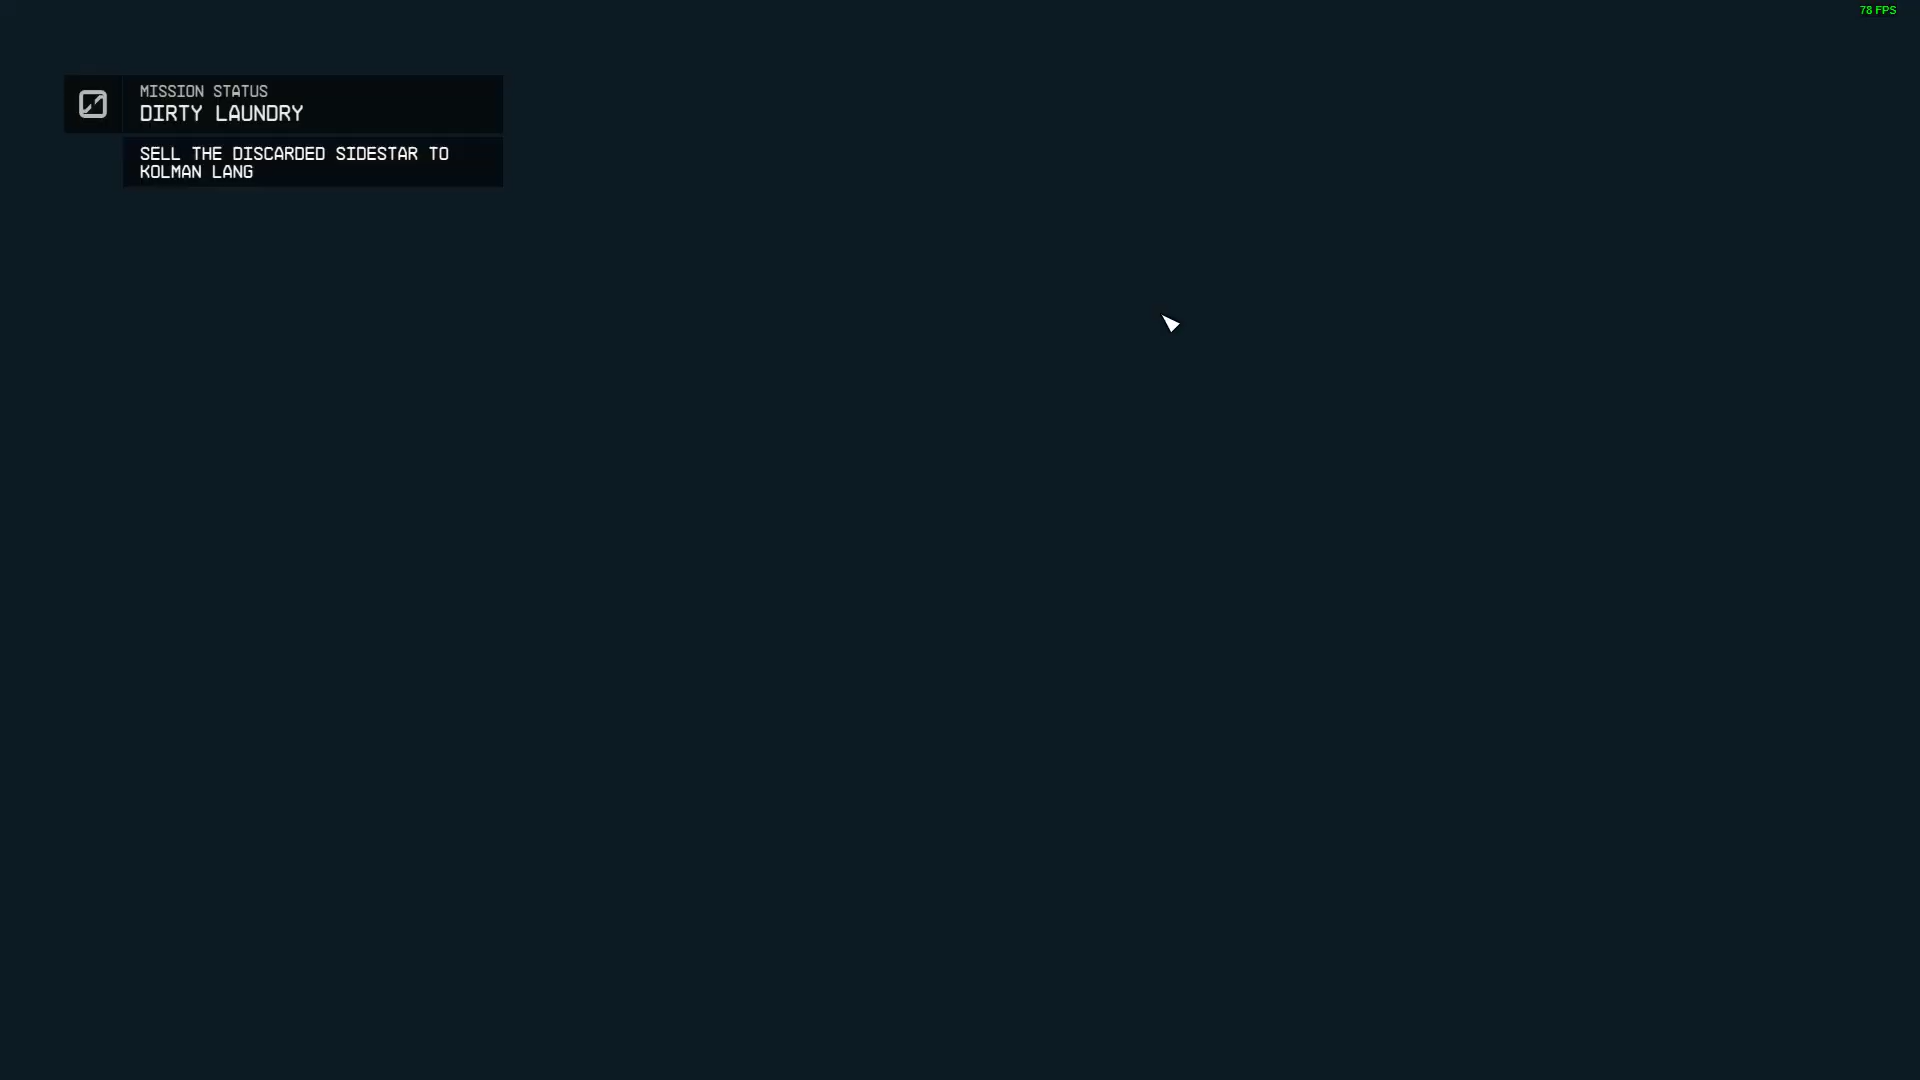 78 FPS
MISSION STATUS
DIRTY LAUNDRY
SELL THE DISCARDED SIDESTAR TO
KOLMAN LANG